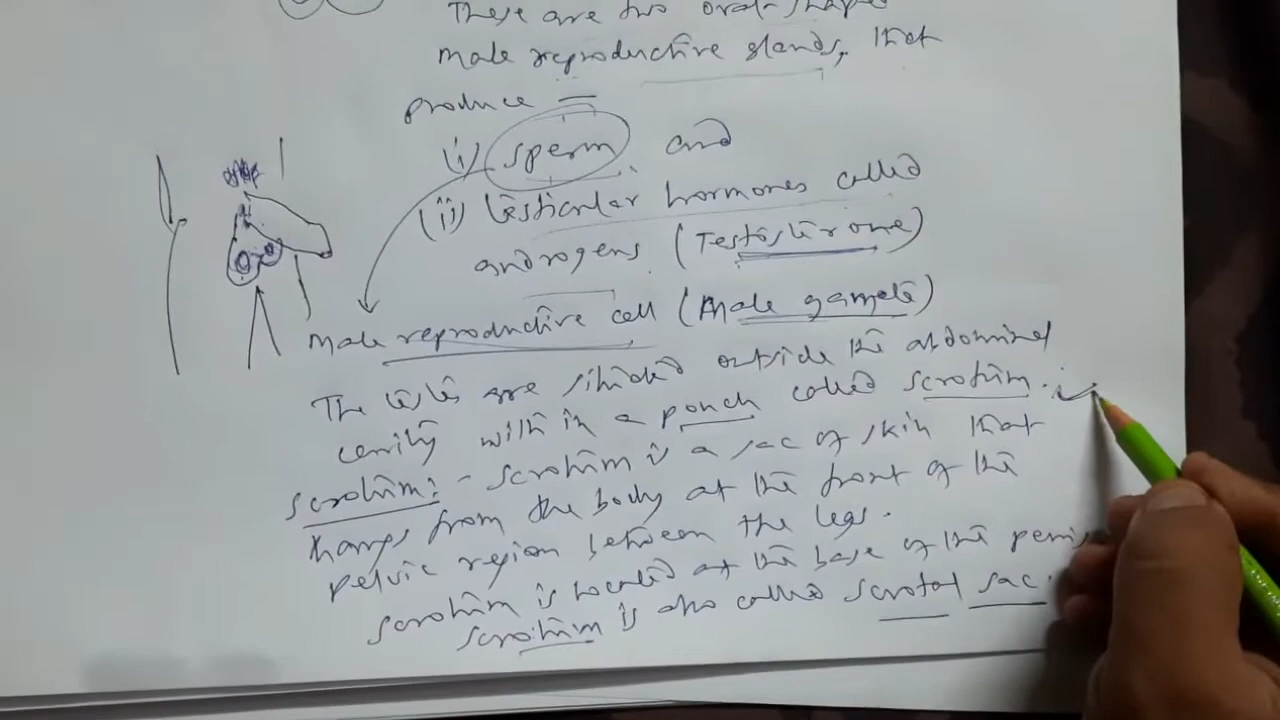 These are two oval-shaped
male reproductive glands, that
produce =
(i) sperm and
(ii) testicular hormones called
androgens (Testosterone)
Male reproductive cell (Male gamete)
The testes are situated outside the abdominal
cavity within a pouch called scrotum.
scrotum:- scrotum is a sac of skin that
hangs from the body at the front of the
pelvic region between the legs.
scrotum is located at the base of the penis
scrotum is also called scrotal sac.